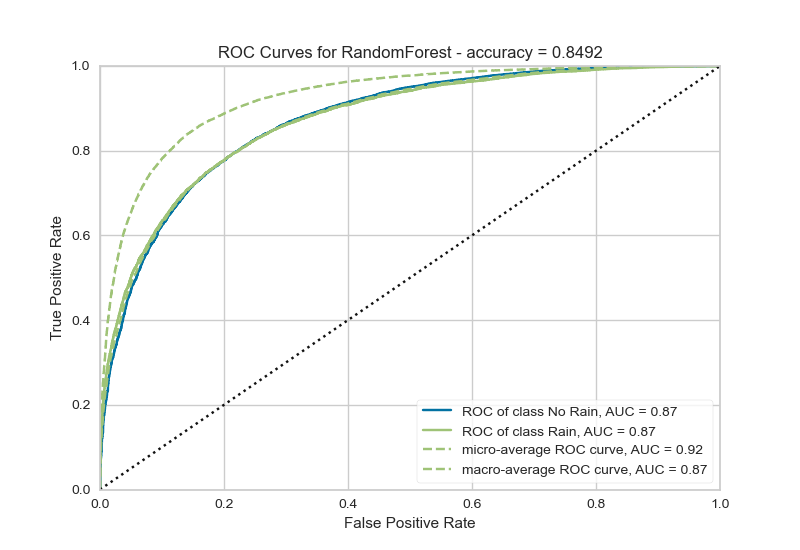 ROC Curves for RandomForest - accuracy = 0.8492
1.0
0.8
0.6
0.4
0.2
0.0
True Positive Rate
ROC of class No Rain, AUC = 0.87
ROC of class Rain, AUC = 0.87
micro-average ROC curve, AUC = 0.92
macro-average ROC curve, AUC = 0.87
0.0 0.2 0.4 0.6 0.8 1.0
False Positive Rate